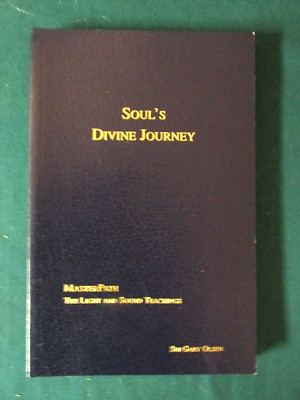 SOUL'S
DIVINE JOURNEY
MASTERPATH
THE LIGHT AND SOUND TEACHINGS
SRI GARY OLSEN